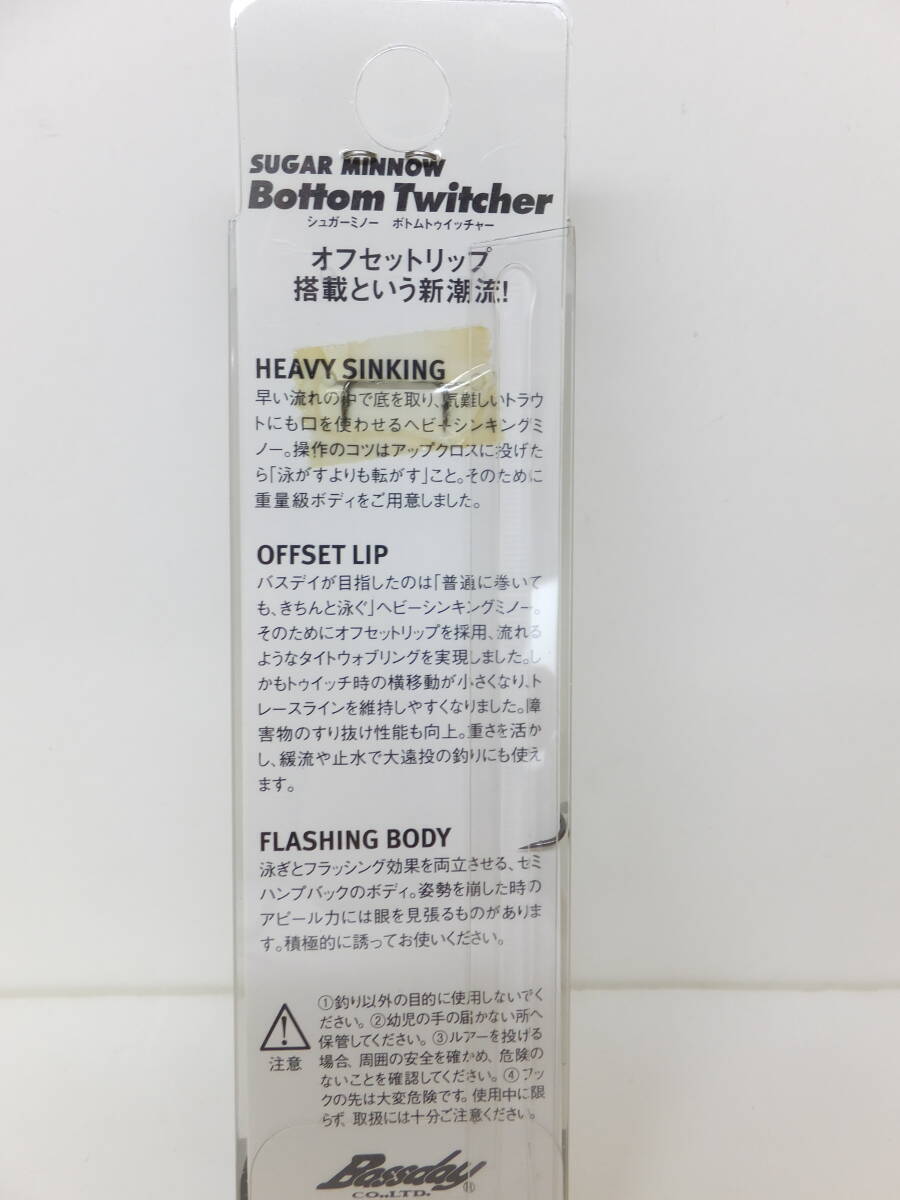 SUGAR MINNOW
Bottom Twitcher
シュガーミノー ボトムトゥイッチャー
オフセットリップ
搭載という新潮流!
HEAVY SINKING
早い流れの中で底を取り、気難しいトラウ
トにも口を使わせるヘビーシンキングミ
ノー。操作のコツはアップクロスに投げた
ら「泳がすよりも転がす」こと。そのために
重量級ボディをご用意しました。
OFFSET LIP
バスデイが目指したのは「普通に巻いて
も、きちんと泳ぐ」ヘビーシンキングミノー。
そのためにオフセットリップを採用、流れる
ようなタイトウォブリングを実現しました。し
かもトゥイッチ時の横移動が小さくなり、ト
レースラインを維持しやすくなりました。障
害物のすり抜け性能も向上。重さを活か
し、緩流や止水で大遠投の釣りにも使え
ます。
FLASHING BODY
泳ぎとフラッシング効果を両立させる、セミ
ハンプバックのボディ。姿勢を崩した時の
アピール力には眼を見張るものがありま
す。積極的に誘ってお使いください。
①釣り以外の目的に使用しないでく
ださい。②幼児の手の届かない所へ
保管してください。③ルアーを投げる
場合、周囲の安全を確かめ、危険の
ないことを確認してください。④フッ
クの先は大変危険です。使用中に限
らず、取扱には十分ご注意ください。
注意
Bassday®
CO.,LTD.